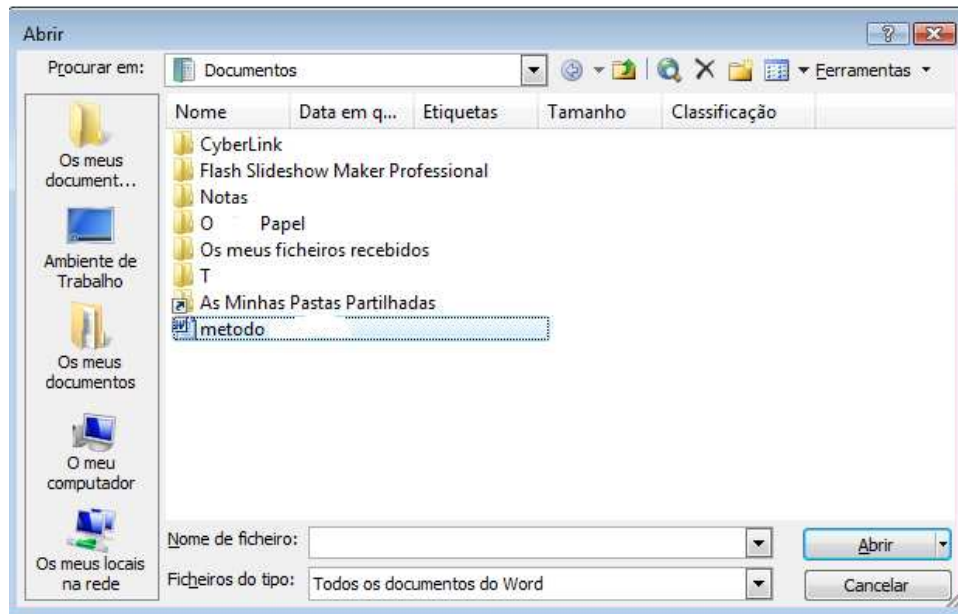 Abrir
Procurar em:
Documentos
Ferramentas
Nome Data em q... Etiquetas Tamanho Classificação
CyberLink
Flash Slideshow Maker Professional
Notas
O Papel
Os meus ficheiros recebidos
T
As Minhas Pastas Partilhadas
metodo
Os meus
document...
Ambiente de
Trabalho
Os meus
documentos
O meu
computador
Os meus locais
na rede
Nome de ficheiro:
Abrir
Ficheiros do tipo:
Todos os documentos do Word
Cancelar